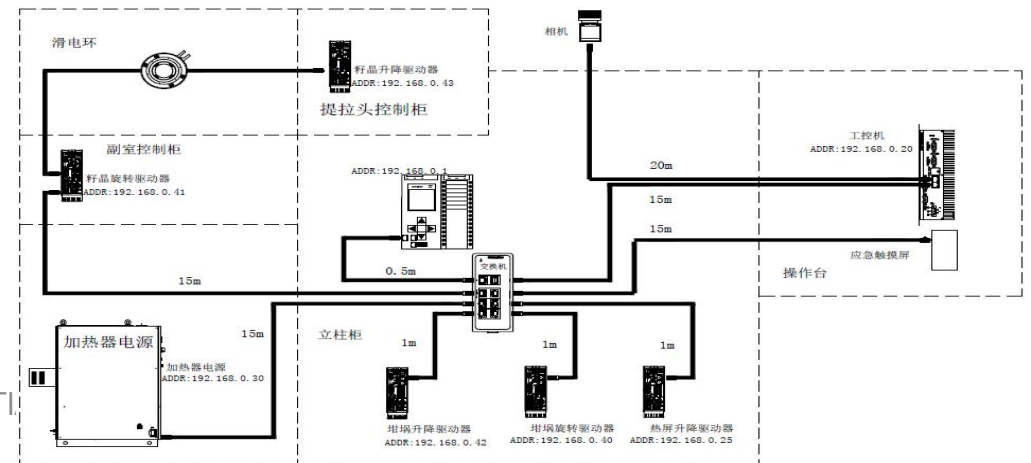 滑电环
籽晶升降驱动器
ADDR:192.168.0.43
提拉头控制柜
相机
副室控制柜
籽晶旋转驱动器
ADDR:192.168.0.41
ADDR:192.168.0.1
工控机
ADDR:192.168.0.20
20m
15m
15m
应急触摸屏
操作台
交换机
0.5m
15m
15m
立柱柜
加热器电源
加热器电源
ADDR:192.168.0.30
1m
1m
1m
坩埚升降驱动器
ADDR:192.168.0.42
坩埚旋转驱动器
ADDR:192.168.0.40
热屏升降驱动器
ADDR:192.168.0.25